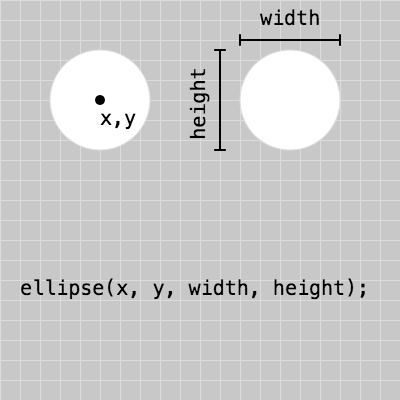 width
height
x,y
ellipse(x, y, width, height);